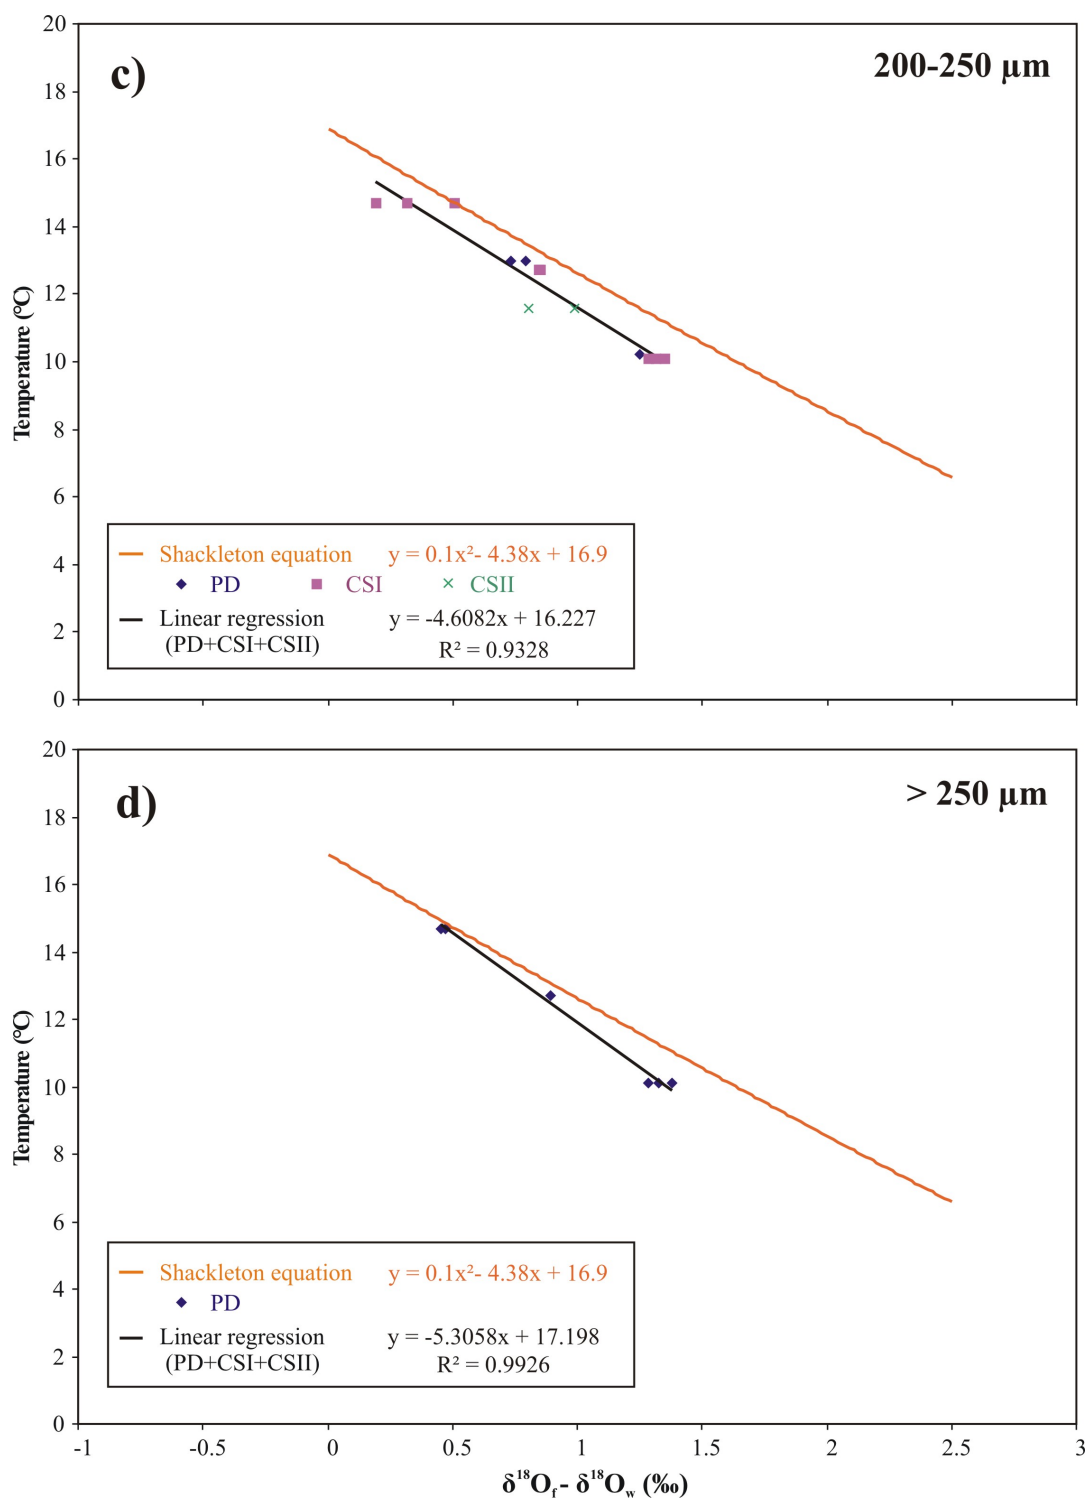 c)
200-250 µm
20
18
16
14
12
10
8
6
4
2
0
Temperature (°C)
Shackleton equation y = 0.1x²- 4.38x + 16.9
PD CSI CSII
Linear regression y = -4.6082x + 16.227
(PD+CSI+CSII) R² = 0.9328
d)
> 250 µm
20
18
16
14
12
10
8
6
4
2
0
Temperature (°C)
Shackleton equation y = 0.1x²- 4.38x + 16.9
PD
Linear regression y = -5.3058x + 17.198
(PD+CSI+CSII) R² = 0.9926
-1 -0.5 0 0.5 1 1.5 2 2.5 3
δ¹⁸O_f - δ¹⁸O_w (‰)